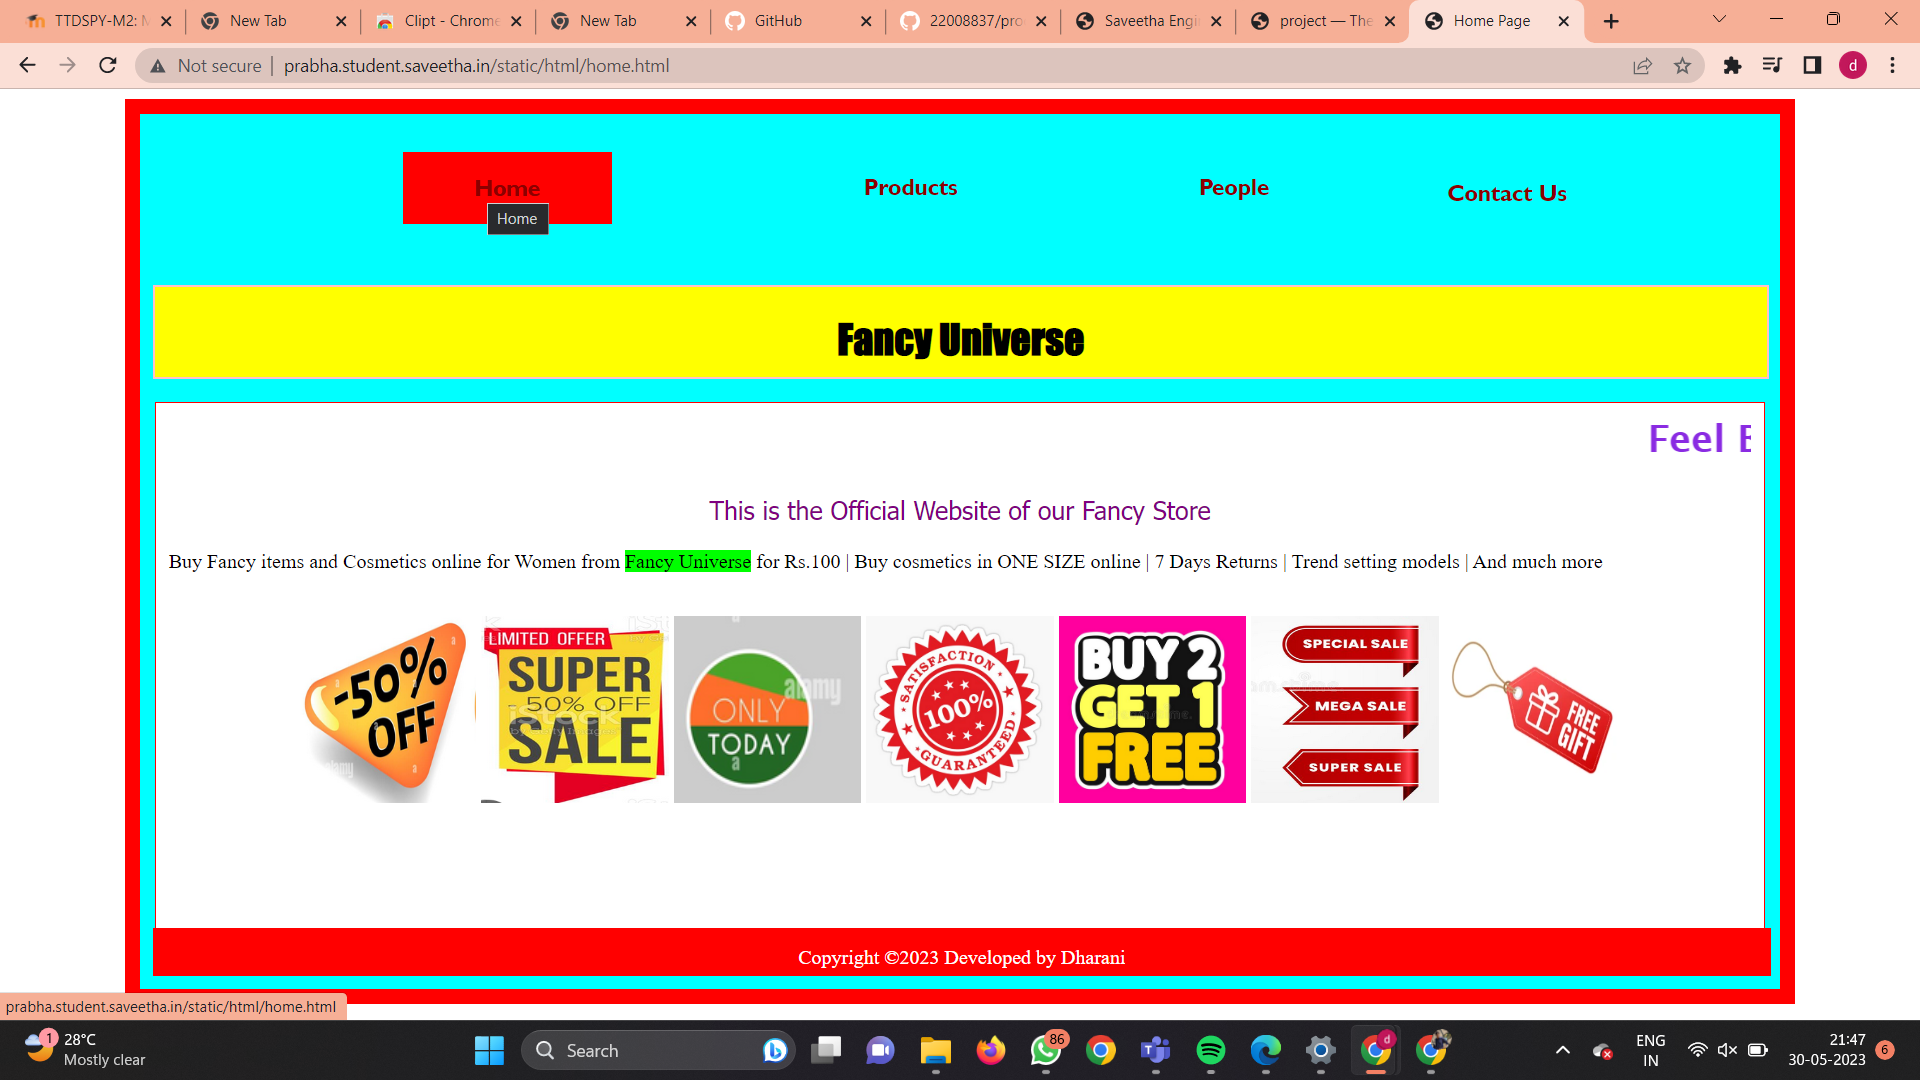 TTDSPY-M2: M
New Tab
Clipt - Chrome
New Tab
GitHub
22008837/pro
Saveetha Engi
project — The
Home Page
Not secure
prabha.student.saveetha.in/static/html/home.html
d
Home
Products
People
Contact Us
Home
Fancy Universe
Feel
This is the Official Website of our Fancy Store
Buy Fancy items and Cosmetics online for Women from Fancy Universe for Rs.100 | Buy cosmetics in ONE SIZE online | 7 Days Returns | Trend setting models | And much more
-50%
OFF
alamy
LIMITED OFFER
SUPER
50% OFF
iStock
SALE
alamy
ONLY
TODAY
SATISFACTION
100%
GUARANTEED
BUY 2
GET 1
FREE
SPECIAL SALE
MEGA SALE
SUPER SALE
FREE
GIFT
Copyright ©2023 Developed by Dharani
prabha.student.saveetha.in/static/html/home.html
1
28°C
Mostly clear
Search
86
d
ENG
IN
21:47
30-05-2023
6